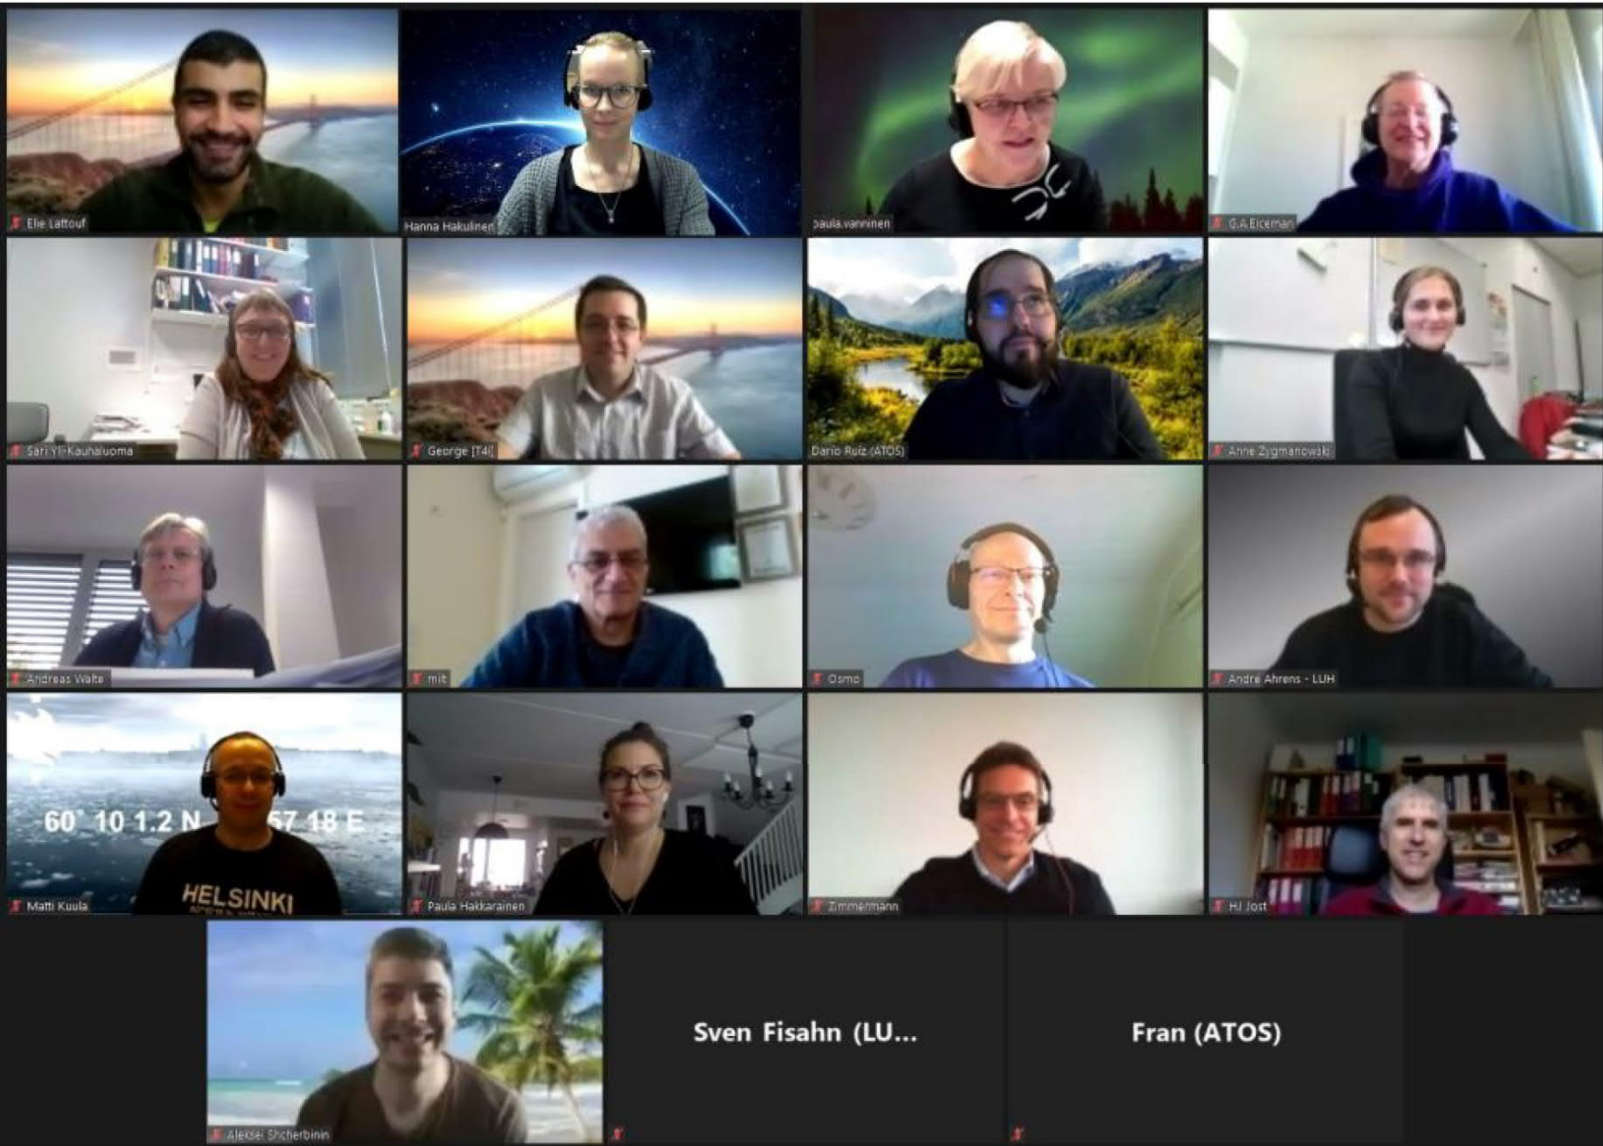 Elie Lattouf
Hanna Hakulinen
paula.vanninen
G.A.Eiceman
Sari Yli-Kauhaluoma
George [T4i]
Dario Ruiz (ATOS)
Anne Zygmanowski
Andreas Walte
mit
Osmo
André Ahrens - LUH
60° 10 1.2 N
57 18 E
HELSINKI
Matti Kuula
Paula Hakkarainen
Zimmermann
HJ Jost
Aleksei Shcherbinin
Sven Fisahn (LU...
Fran (ATOS)